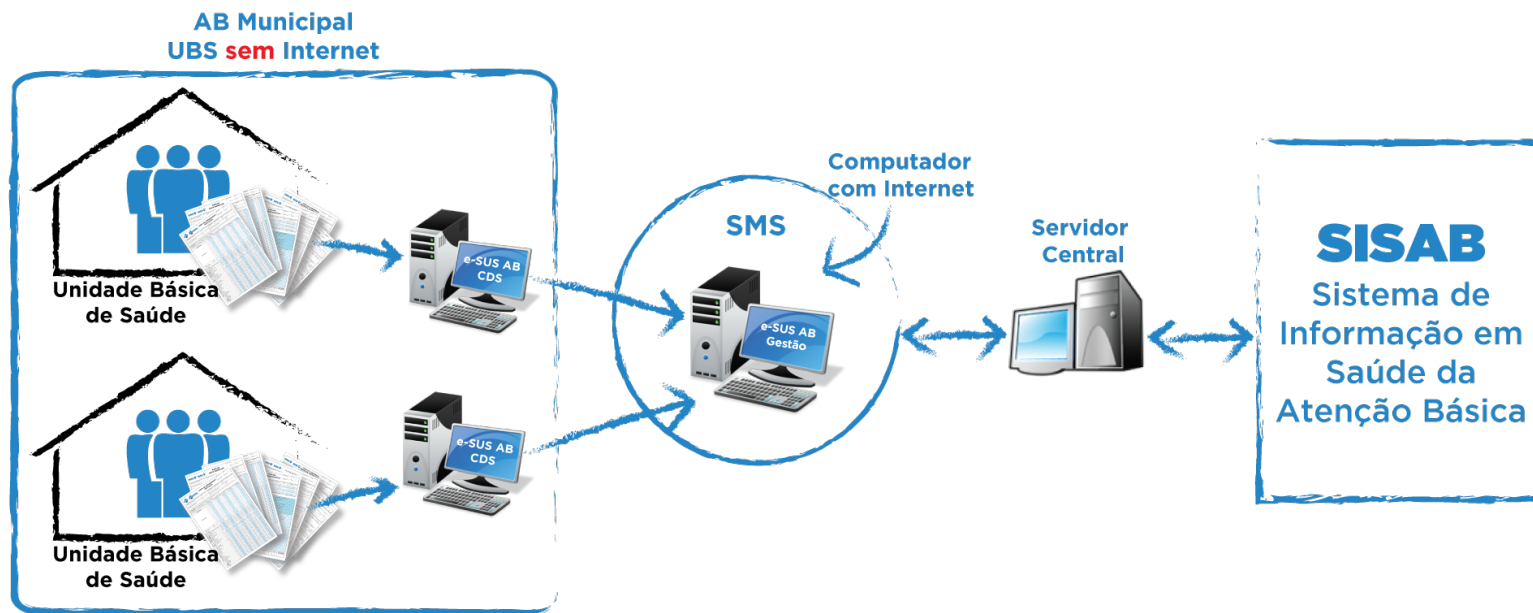 AB Municipal
UBS sem Internet
Unidade Básica
de Saúde
e-SUS AB
CDS
Unidade Básica
de Saúde
e-SUS AB
CDS
SMS
Computador
com Internet
e-SUS AB
Gestão
Servidor
Central
SISAB
Sistema de
Informação em
Saúde da
Atenção Básica